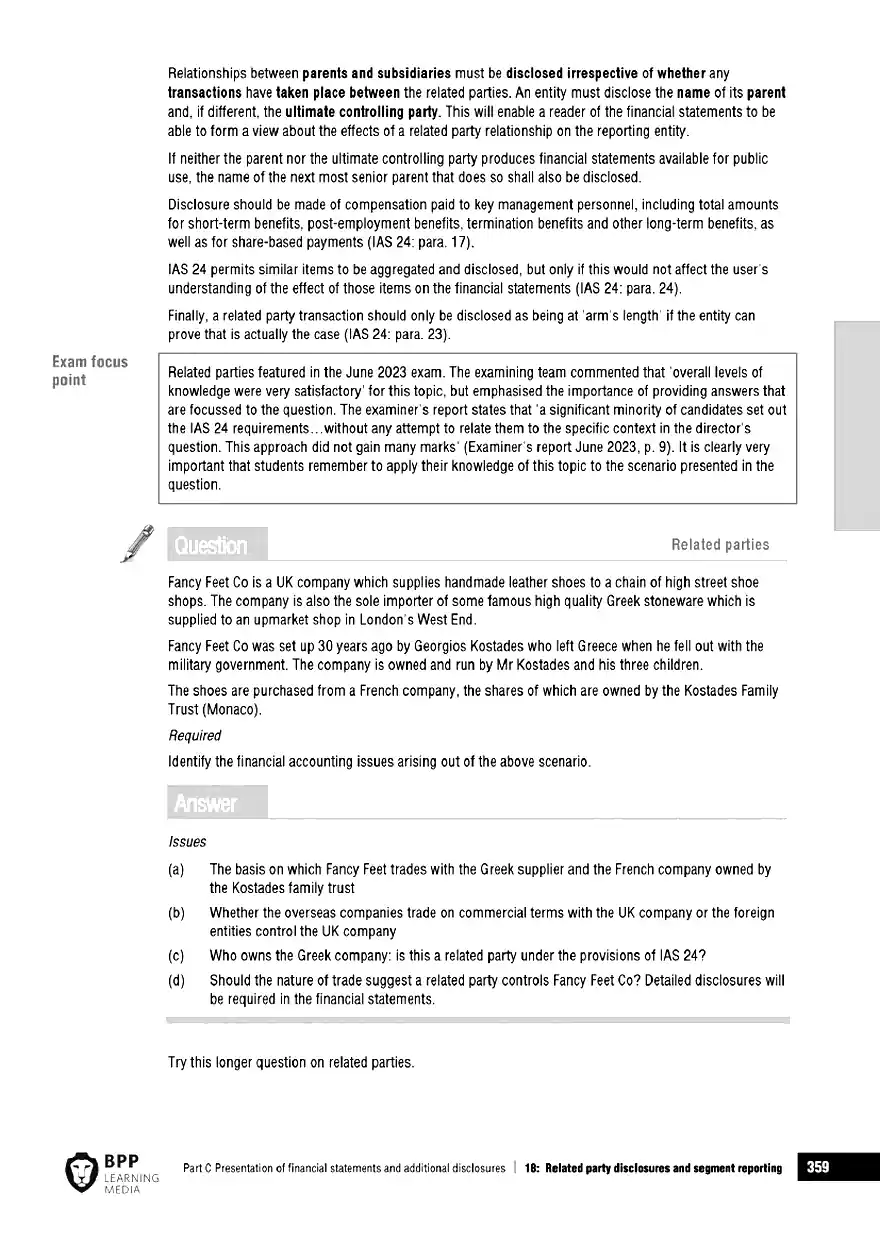 Relationships between parents and subsidiaries must be disclosed irrespective of whether any
transactions have taken place between the related parties. An entity must disclose the name of its parent
and, if different, the ultimate controlling party. This will enable a reader of the financial statements to be
able to form a view about the effects of a related party relationship on the reporting entity.
If neither the parent nor the ultimate controlling party produces financial statements available for public
use, the name of the next most senior parent that does so shall also be disclosed.
Disclosure should be made of compensation paid to key management personnel, including total amounts
for short-term benefits, post-employment benefits, termination benefits and other long-term benefits, as
well as for share-based payments (IAS 24: para. 17).
IAS 24 permits similar items to be aggregated and disclosed, but only if this would not affect the user's
understanding of the effect of those items on the financial statements (IAS 24: para. 24).
Finally, a related party transaction should only be disclosed as being at 'arm's length' if the entity can
prove that is actually the case (IAS 24: para. 23).
Exam focus
point
Related parties featured in the June 2023 exam. The examining team commented that 'overall levels of
knowledge were very satisfactory' for this topic, but emphasised the importance of providing answers that
are focussed to the question. The examiner's report states that 'a significant minority of candidates set out
the IAS 24 requirements…without any attempt to relate them to the specific context in the director's
question. This approach did not gain many marks' (Examiner's report June 2023, p. 9). It is clearly very
important that students remember to apply their knowledge of this topic to the scenario presented in the
question.
Question
Related parties
Fancy Feet Co is a UK company which supplies handmade leather shoes to a chain of high street shoe
shops. The company is also the sole importer of some famous high quality Greek stoneware which is
supplied to an upmarket shop in London's West End.
Fancy Feet Co was set up 30 years ago by Georgios Kostades who left Greece when he fell out with the
military government. The company is owned and run by Mr Kostades and his three children.
The shoes are purchased from a French company, the shares of which are owned by the Kostades Family
Trust (Monaco).
Required
Identify the financial accounting issues arising out of the above scenario.
Answer
Issues
(a) The basis on which Fancy Feet trades with the Greek supplier and the French company owned by
the Kostades family trust
(b) Whether the overseas companies trade on commercial terms with the UK company or the foreign
entities control the UK company
(c) Who owns the Greek company: is this a related party under the provisions of IAS 24?
(d) Should the nature of trade suggest a related party controls Fancy Feet Co? Detailed disclosures will
be required in the financial statements.
Try this longer question on related parties.
BPP
LEARNING
MEDIA
Part C Presentation of financial statements and additional disclosures | 18: Related party disclosures and segment reporting 359